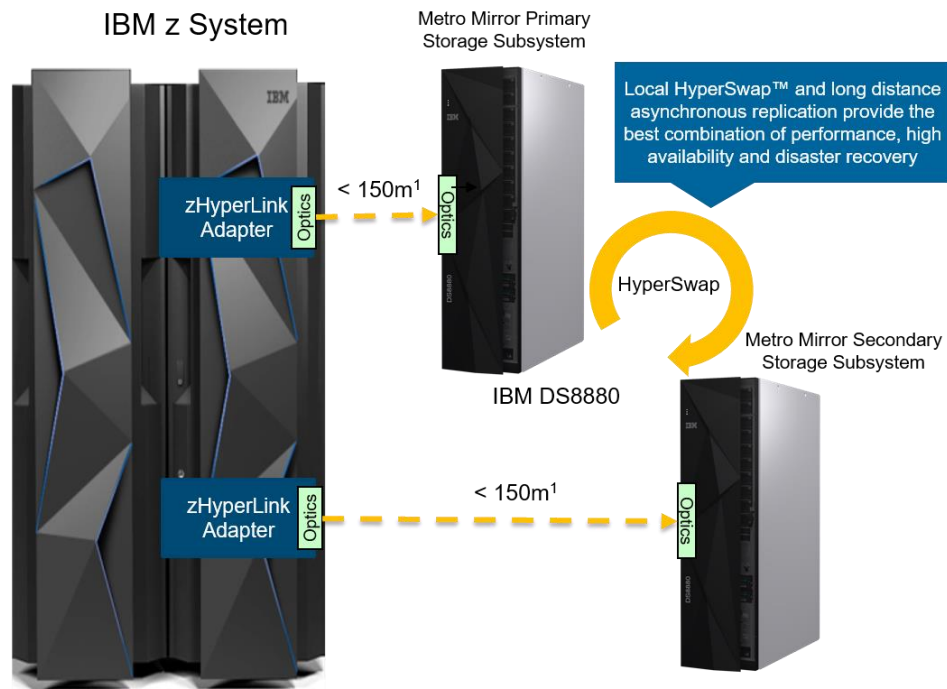 IBM z System
Metro Mirror Primary
Storage Subsystem
IBM
IBM
Local HyperSwap™ and long distance
asynchronous replication provide the
best combination of performance, high
availability and disaster recovery
zHyperLink
Adapter
Optics
< 150m¹
Optics
DS8880
HyperSwap
Metro Mirror Secondary
Storage Subsystem
IBM DS8880
IBM
zHyperLink
Adapter
Optics
< 150m¹
Optics
DS8880